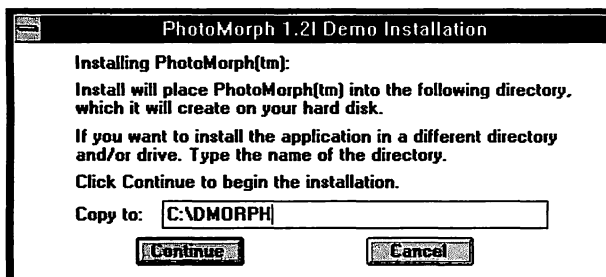 PhotoMorph 1.2l Demo Installation
Installing PhotoMorph(tm):
Install will place PhotoMorph(tm) into the following directory,
which it will create on your hard disk.
If you want to install the application in a different directory
and/or drive. Type the name of the directory.
Click Continue to begin the installation.
Copy to: C:\DMORPH
Continue Cancel